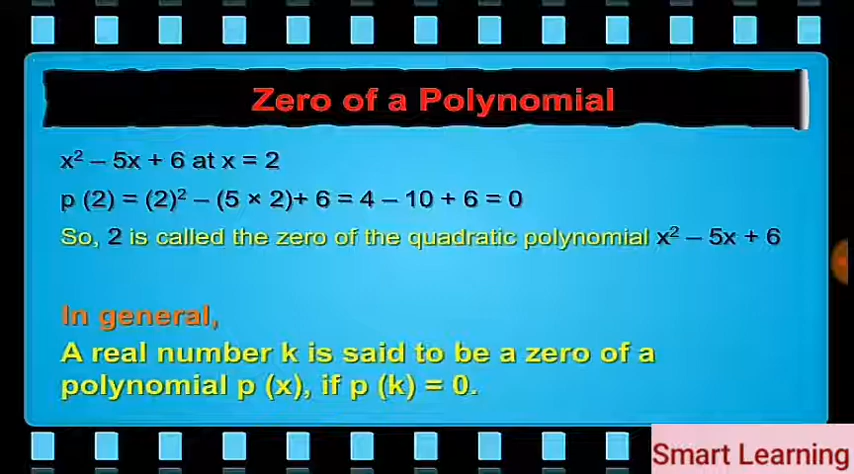 Zero of a Polynomial
x² – 5x + 6 at x = 2
p (2) = (2)² – (5 × 2)+ 6 = 4 – 10 + 6 = 0
So, 2 is called the zero of the quadratic polynomial x² – 5x + 6
In general,
A real number k is said to be a zero of a
polynomial p (x), if p (k) = 0.
Smart Learning